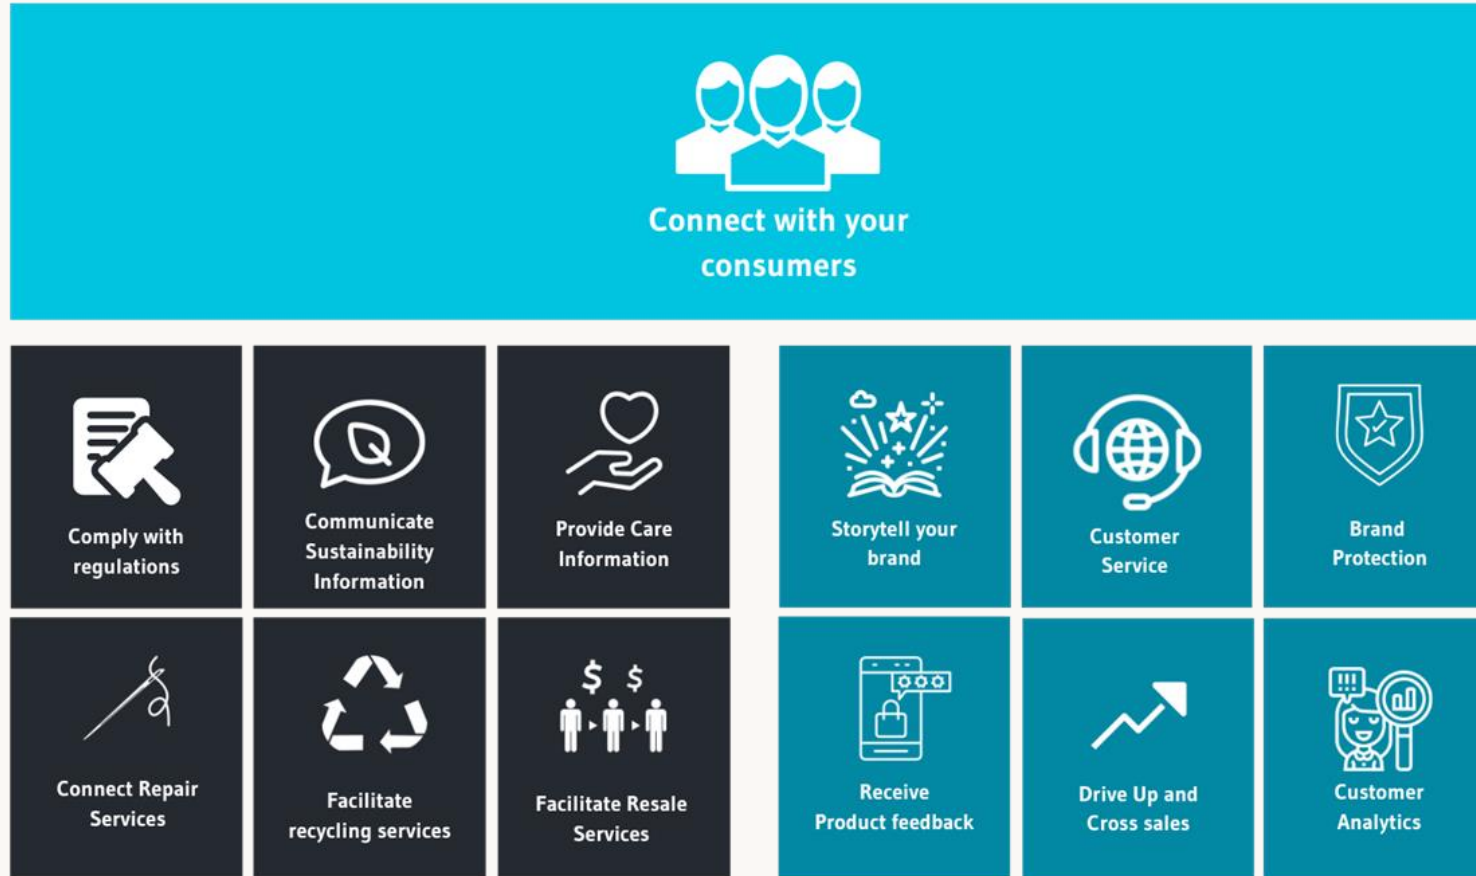 Connect with your
consumers
Comply with
regulations
Communicate
Sustainability
Information
Provide Care
Information
Storytell your
brand
Customer
Service
Brand
Protection
Connect Repair
Services
$ $
Facilitate
recycling services
Facilitate Resale
Services
Receive
Product feedback
Drive Up and
Cross sales
!!!
Customer
Analytics